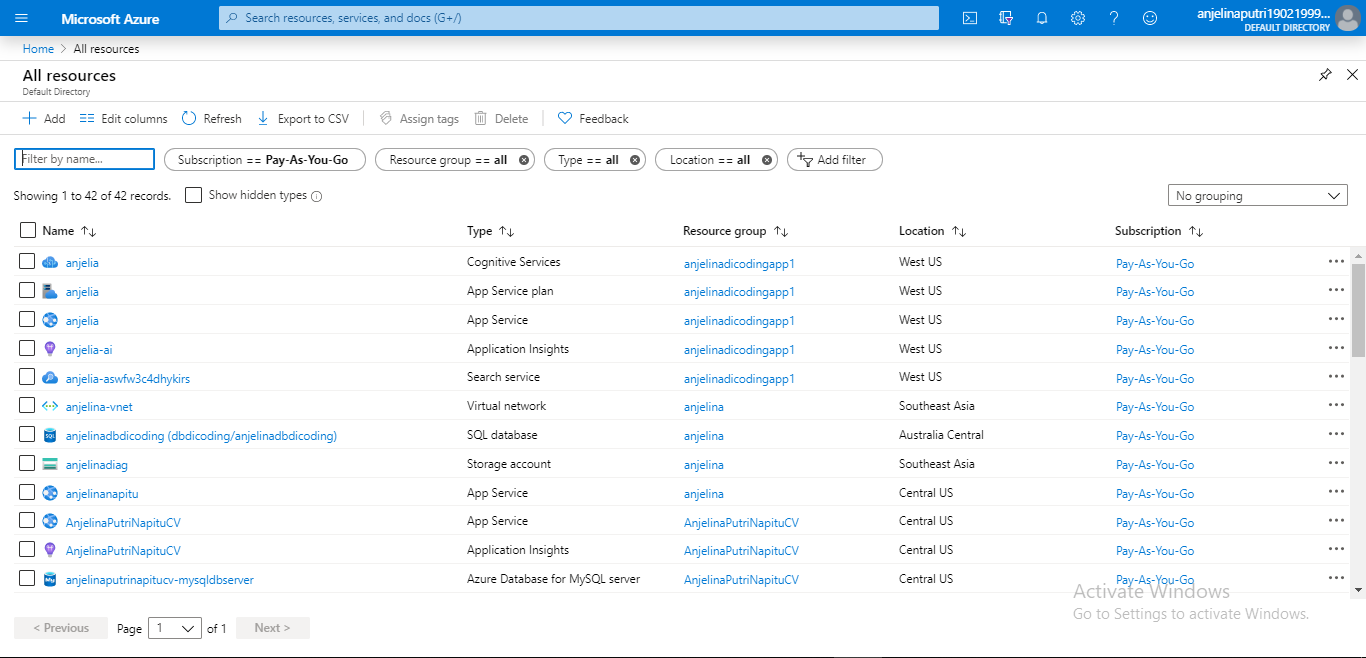 Microsoft Azure
Search resources, services, and docs (G+/)
anjelinaputri19021999...
DEFAULT DIRECTORY
Home > All resources
All resources
Default Directory
Add Edit columns Refresh Export to CSV Assign tags Delete Feedback
Filter by name... Subscription == Pay-As-You-Go Resource group == all Type == all Location == all Add filter
Showing 1 to 42 of 42 records. Show hidden types No grouping
Name Type Resource group Location Subscription
anjelia Cognitive Services anjelinadicodingapp1 West US Pay-As-You-Go
anjelia App Service plan anjelinadicodingapp1 West US Pay-As-You-Go
anjelia App Service anjelinadicodingapp1 West US Pay-As-You-Go
anjelia-ai Application Insights anjelinadicodingapp1 West US Pay-As-You-Go
anjelia-aswfw3c4dhykirs Search service anjelinadicodingapp1 West US Pay-As-You-Go
anjelina-vnet Virtual network anjelina Southeast Asia Pay-As-You-Go
anjelinadbdicoding (dbdicoding/anjelinadbdicoding) SQL database anjelina Australia Central Pay-As-You-Go
anjelinadiag Storage account anjelina Southeast Asia Pay-As-You-Go
anjelinanapitu App Service anjelina Central US Pay-As-You-Go
AnjelinaPutriNapituCV App Service AnjelinaPutriNapituCV Central US Pay-As-You-Go
AnjelinaPutriNapituCV Application Insights AnjelinaPutriNapituCV Central US Pay-As-You-Go
anjelinaputrinapitucv-mysqldbserver Azure Database for MySQL server AnjelinaPutriNapituCV Central US Pay-As-You-Go
Activate Windows
Go to Settings to activate Windows.
< Previous Page 1 of 1 Next >